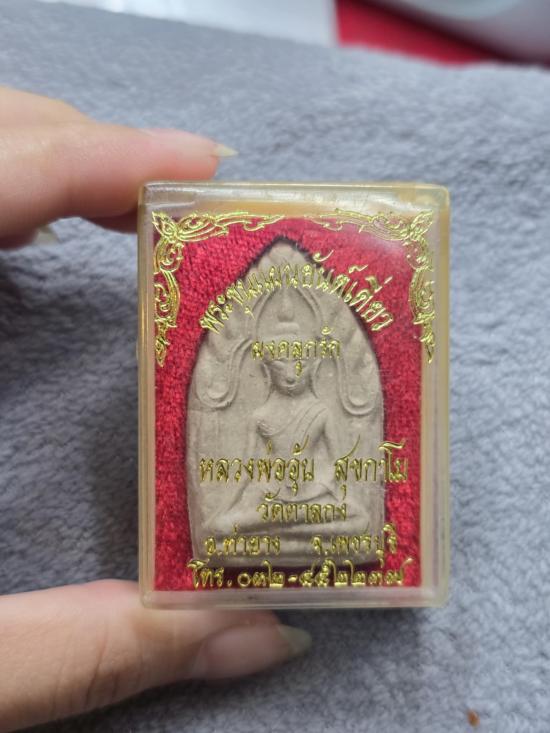 พระขุนแผนยันต์เดี่ยว
ผงคลุกรัก
หลวงพ่ออุ้น สุขกาโม
วัดตาลกง
อ.ท่ายาง จ.เพชรบุรี
โทร. ๐๓๒-๔๕๒๒๓๗